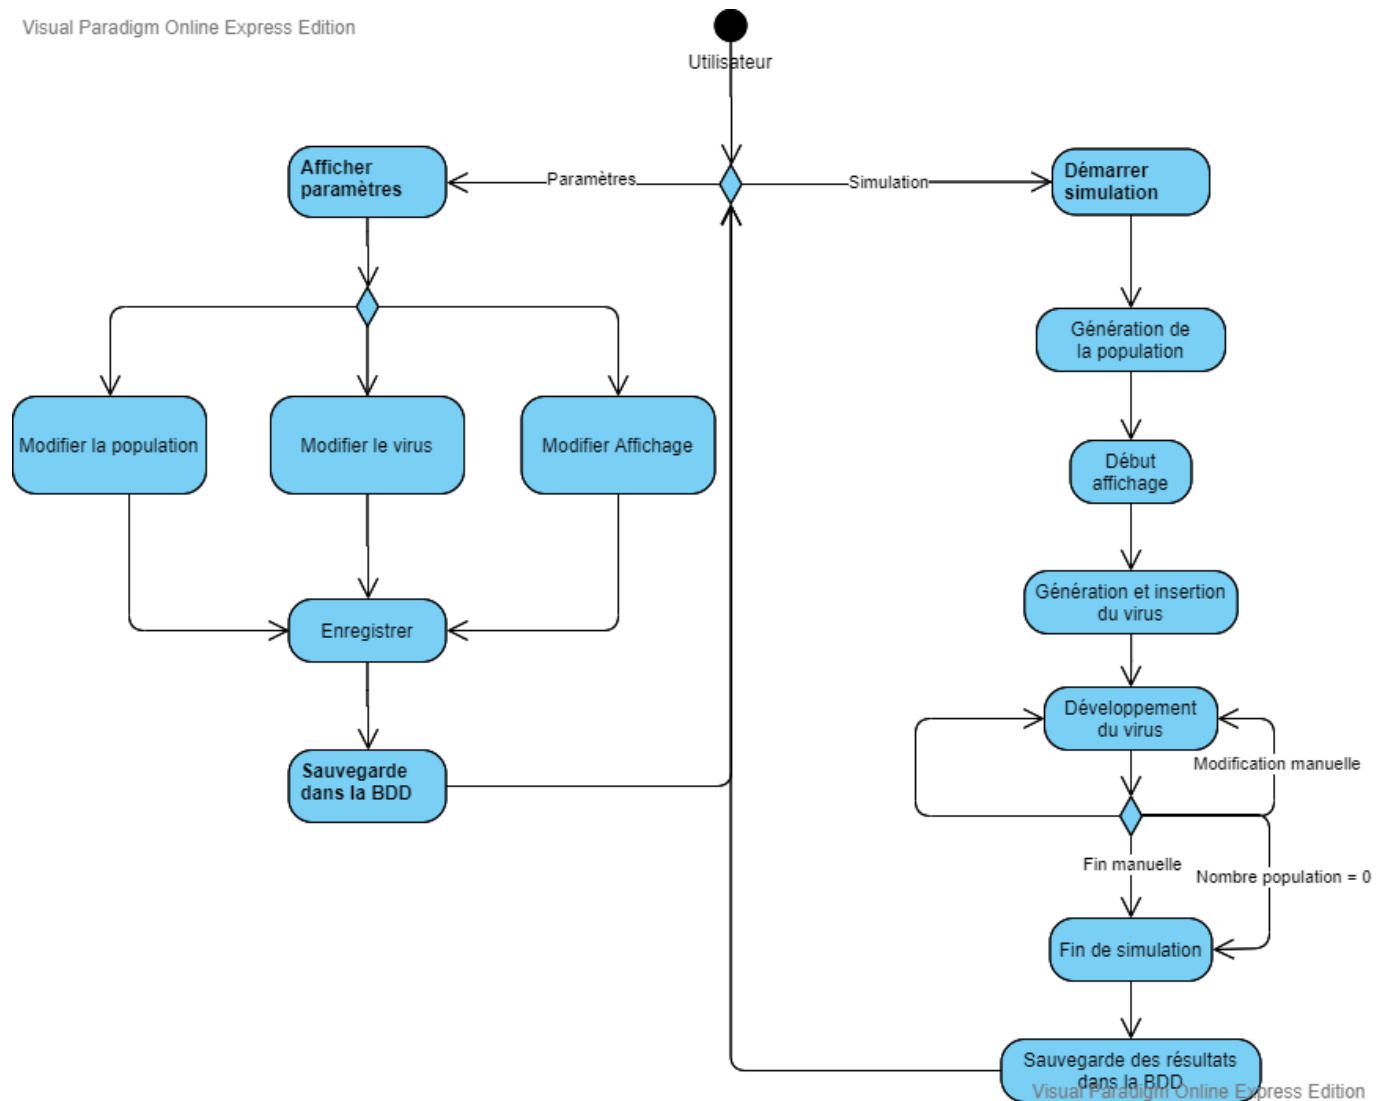 Visual Paradigm Online Express Edition
Utilisateur
Afficher
paramètres
Paramètres
Simulation
Démarrer
simulation
Génération de
la population
Modifier la population
Modifier le virus
Modifier Affichage
Début
affichage
Génération et insertion
du virus
Enregistrer
Développement
du virus
Modification manuelle
Sauvegarde
dans la BDD
Fin manuelle
Nombre population = 0
Fin de simulation
Sauvegarde des résultats
dans la BDD
Visual Paradigm Online Express Edition